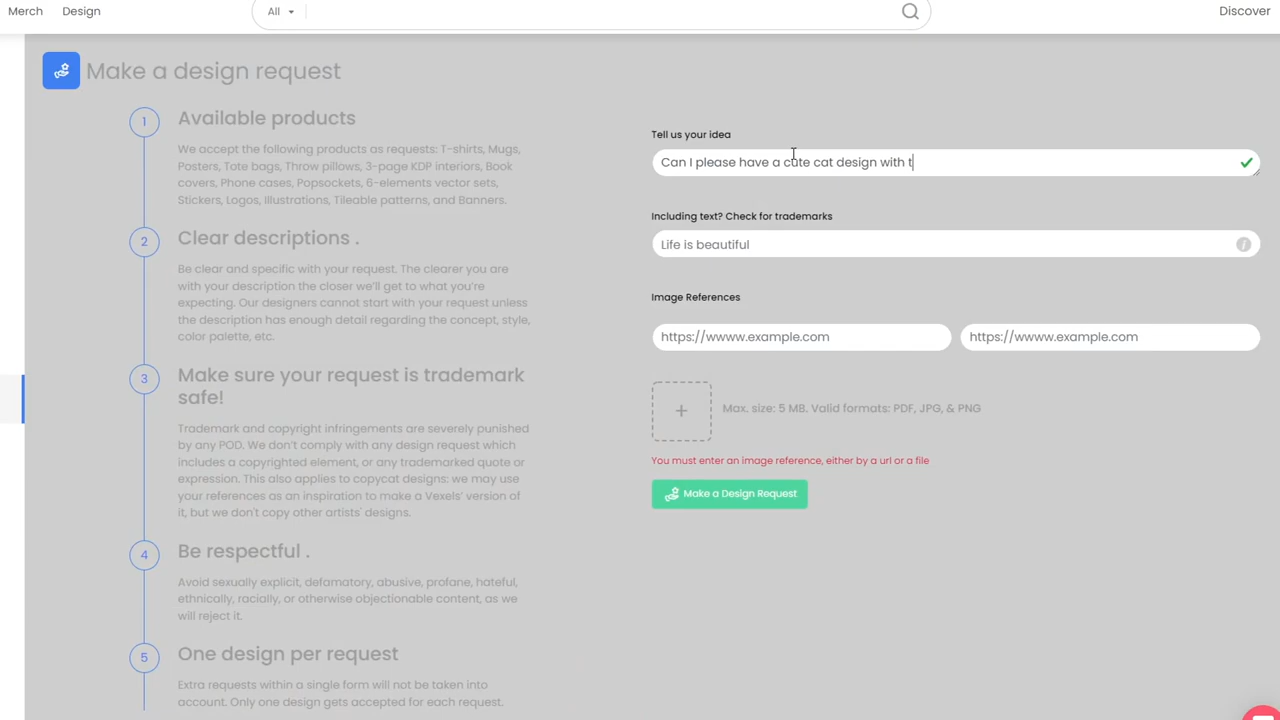 Merch Design All Discover
Make a design request
1 Available products
We accept the following products as requests: T-shirts, Mugs,
Posters, Tote bags, Throw pillows, 3-page KDP interiors, Book
covers, Phone cases, Popsockets, 6-elements vector sets,
Stickers, Logos, Illustrations, Tileable patterns, and Banners.
2 Clear descriptions .
Be clear and specific with your request. The clearer you are
with your description the closer we'll get to what you're
expecting. Our designers cannot start with your request unless
the description has enough detail regarding the concept, style,
color palette, etc.
3 Make sure your request is trademark
safe!
Trademark and copyright infringements are severely punished
by any POD. We don't comply with any design request which
includes a copyrighted element, or any trademarked quote or
expression. This also applies to copycat designs: we may use
your references as an inspiration to make a Vexels' version of
it, but we don't copy other artists' designs.
4 Be respectful .
Avoid sexually explicit, defamatory, abusive, profane, hateful,
ethnically, racially, or otherwise objectionable content, as we
will reject it.
5 One design per request
Extra requests within a single form will not be taken into
account. Only one design gets accepted for each request.
Tell us your idea
Can I please have a cute cat design with t
Including text? Check for trademarks
Life is beautiful
Image References
https://wwww.example.com https://wwww.example.com
+ Max. size: 5 MB. Valid formats: PDF, JPG, & PNG
You must enter an image reference, either by a url or a file
Make a Design Request